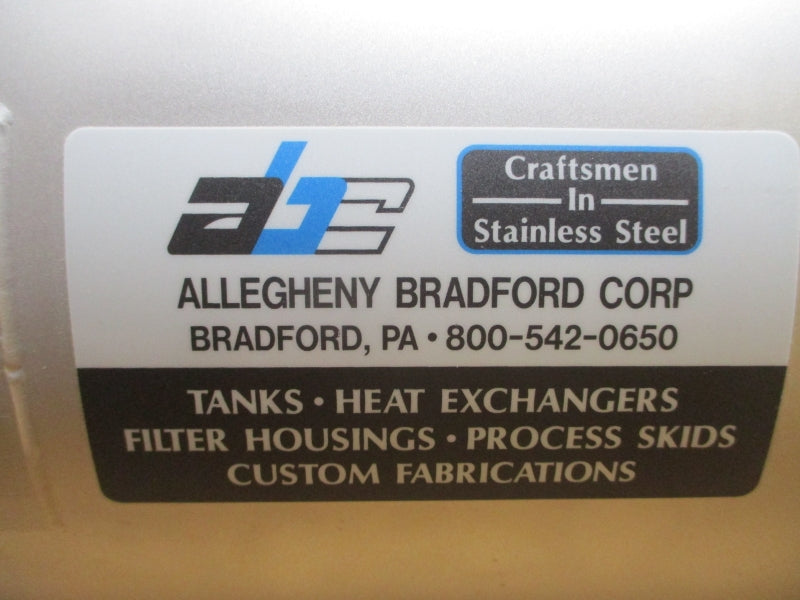 abc
Craftsmen
In
Stainless Steel
ALLEGHENY BRADFORD CORP
BRADFORD, PA • 800-542-0650
TANKS • HEAT EXCHANGERS
FILTER HOUSINGS • PROCESS SKIDS
CUSTOM FABRICATIONS